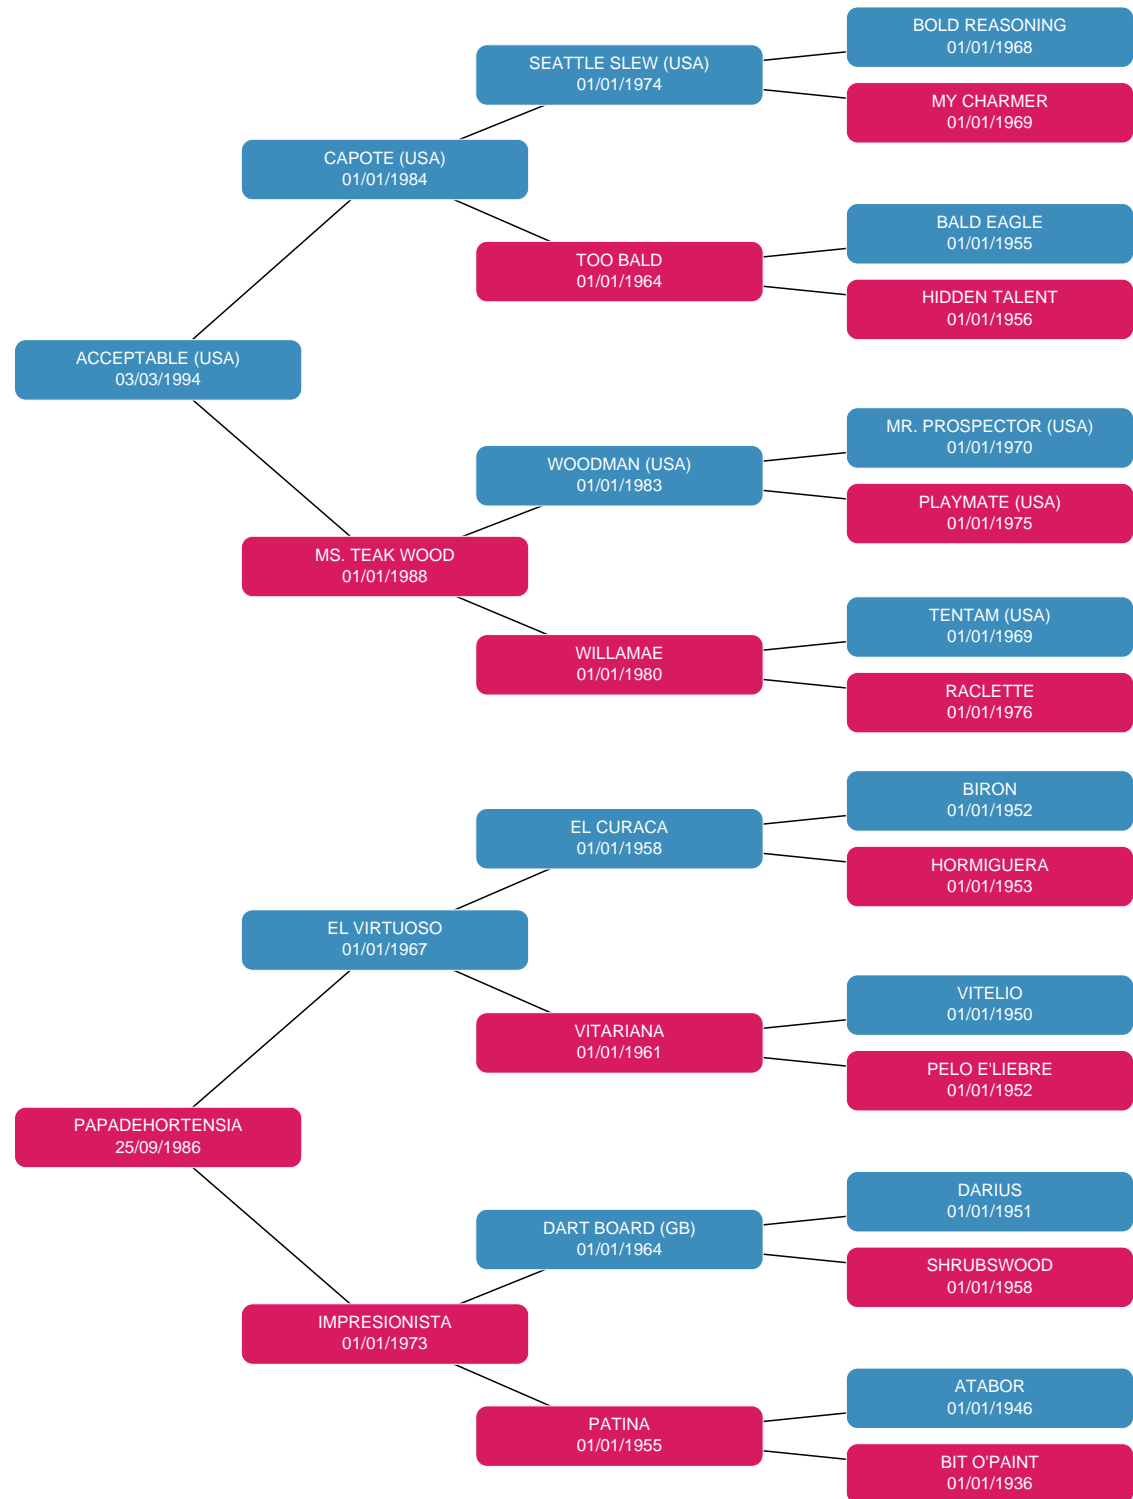 BOLD REASONING
01/01/1968
SEATTLE SLEW (USA)
01/01/1974
MY CHARMER
01/01/1969
CAPOTE (USA)
01/01/1984
BALD EAGLE
01/01/1955
TOO BALD
01/01/1964
HIDDEN TALENT
01/01/1956
ACCEPTABLE (USA)
03/03/1994
MR. PROSPECTOR (USA)
01/01/1970
WOODMAN (USA)
01/01/1983
PLAYMATE (USA)
01/01/1975
MS. TEAK WOOD
01/01/1988
TENTAM (USA)
01/01/1969
WILLAMAE
01/01/1980
RACLETTE
01/01/1976
BIRON
01/01/1952
EL CURACA
01/01/1958
HORMIGUERA
01/01/1953
EL VIRTUOSO
01/01/1967
VITELIO
01/01/1950
VITARIANA
01/01/1961
PELO E'LIEBRE
01/01/1952
PAPADEHORTENSIA
25/09/1986
DARIUS
01/01/1951
DART BOARD (GB)
01/01/1964
SHRUBSWOOD
01/01/1958
IMPRESIONISTA
01/01/1973
ATABOR
01/01/1946
PATINA
01/01/1955
BIT O'PAINT
01/01/1936